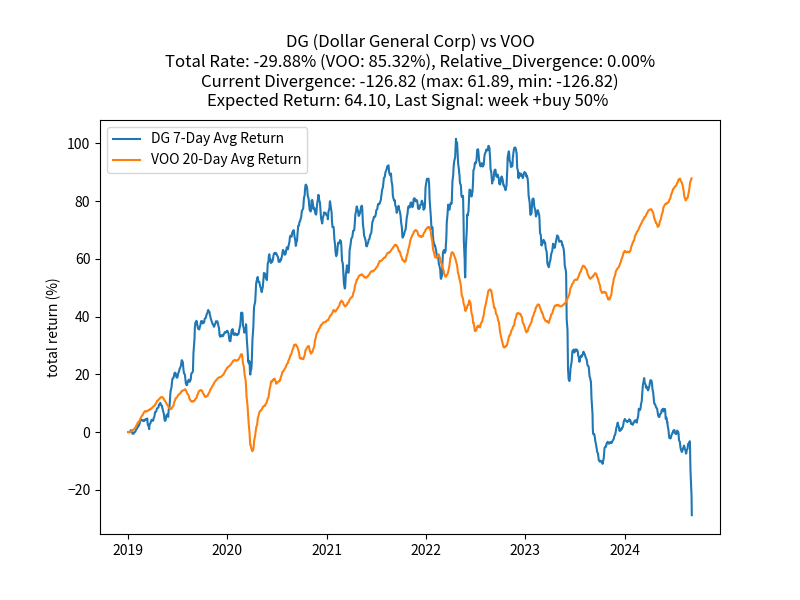 DG (Dollar General Corp) vs VOO
Total Rate: -29.88% (VOO: 85.32%), Relative_Divergence: 0.00%
Current Divergence: -126.82 (max: 61.89, min: -126.82)
Expected Return: 64.10, Last Signal: week +buy 50%
DG 7-Day Avg Return
VOO 20-Day Avg Return
total return (%)
100
80
60
40
20
0
−20
2019
2020
2021
2022
2023
2024